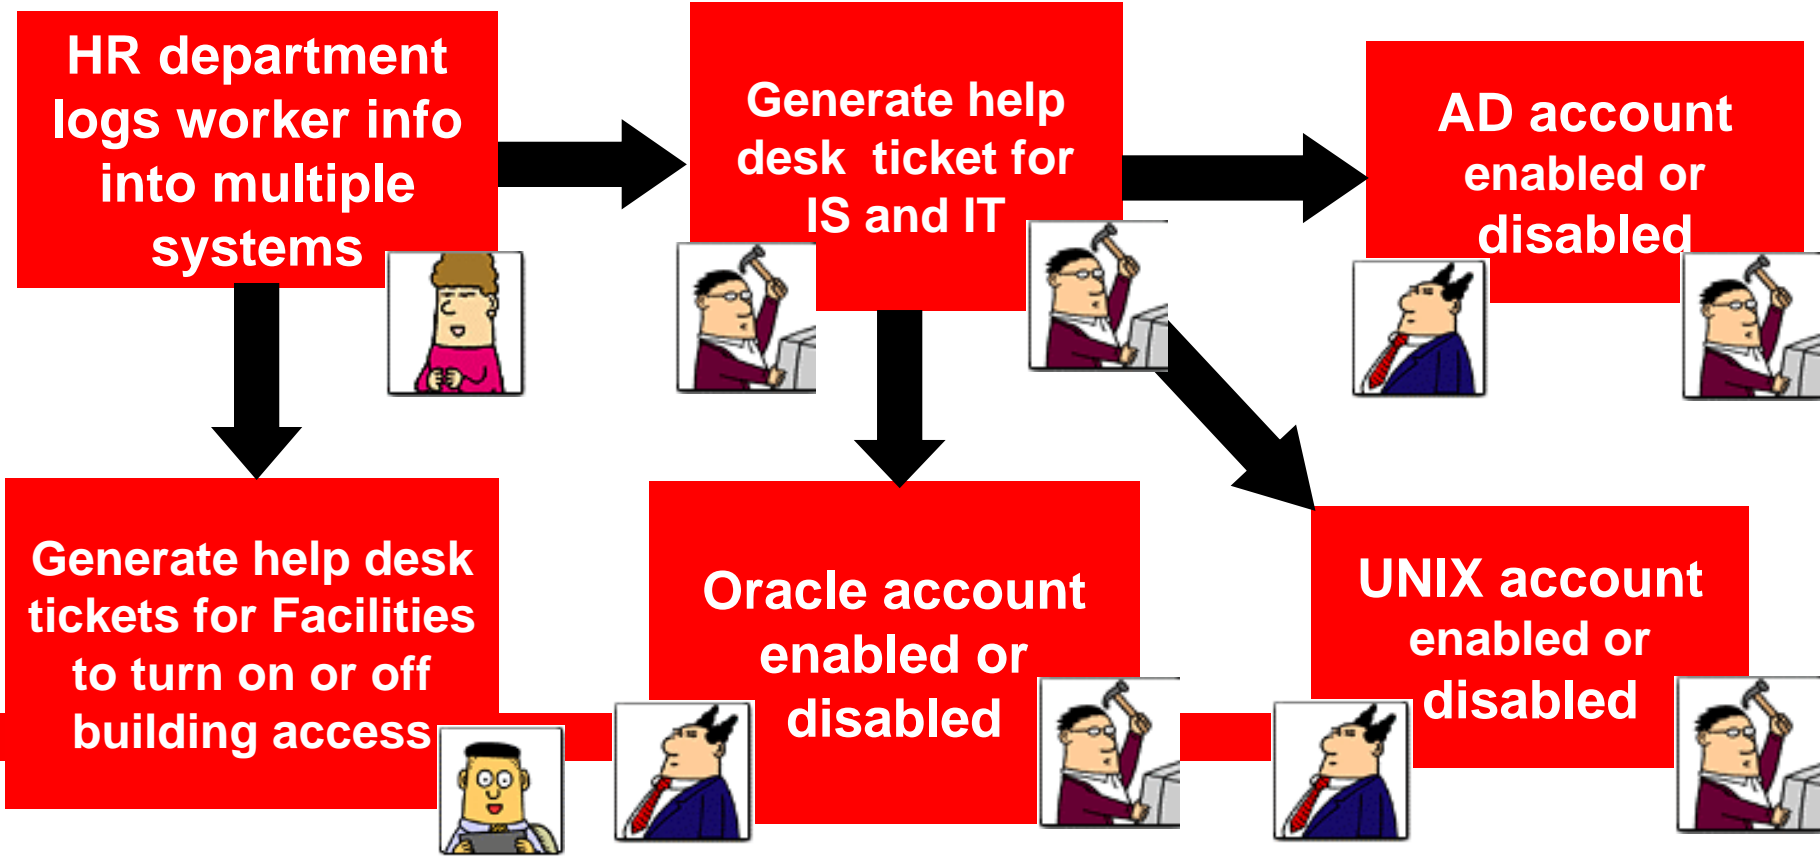 HR department
logs worker info
into multiple
systems
Generate help
desk ticket for
IS and IT
AD account
enabled or
disabled
Generate help desk
tickets for Facilities
to turn on or off
building access
Oracle account
enabled or
disabled
UNIX account
enabled or
disabled